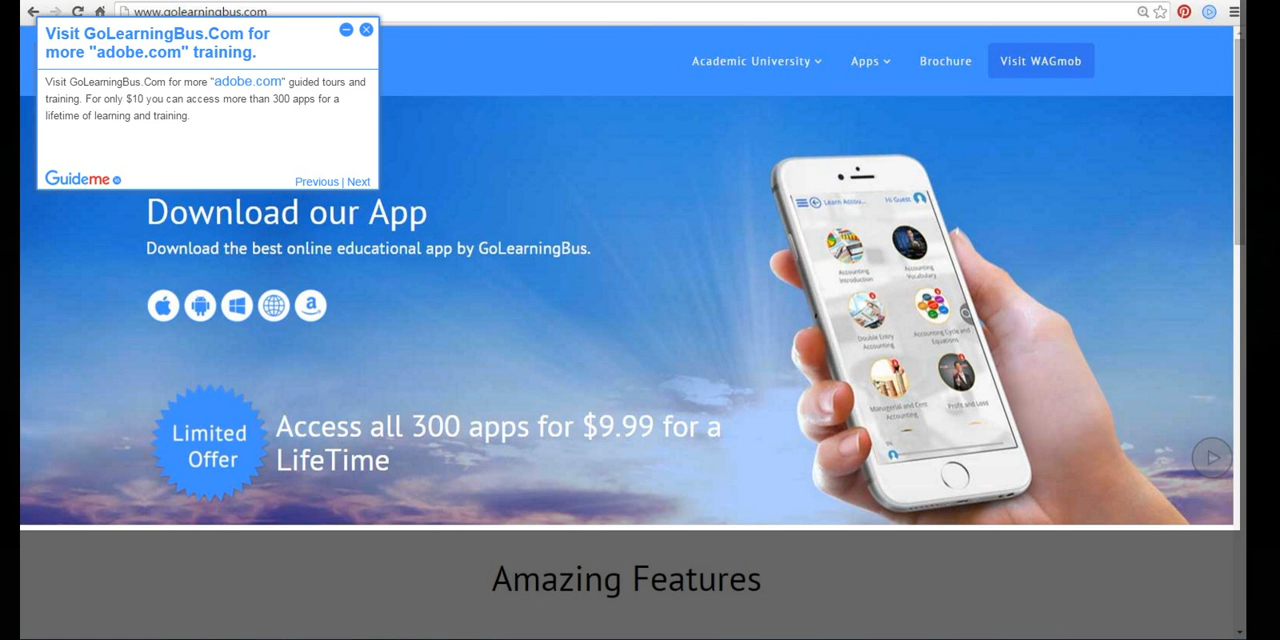 www.golearningbus.com
Visit GoLearningBus.Com for
more "adobe.com" training.
Visit GoLearningBus.Com for more "adobe.com" guided tours and
training. For only $10 you can access more than 300 apps for a
lifetime of learning and training.
Guideme
Previous | Next
Academic University
Apps
Brochure
Visit WAGmob
Download our App
Download the best online educational app by GoLearningBus.
Limited
Offer
Access all 300 apps for $9.99 for a
LifeTime
Learn Accou...
Hi Guest
Accounting
Introduction
Accounting
Vocabulary
Double Entry
Accounting
Accounting Cycle and
Equations
Managerial and Cost
Accounting
Profit and Loss
Amazing Features